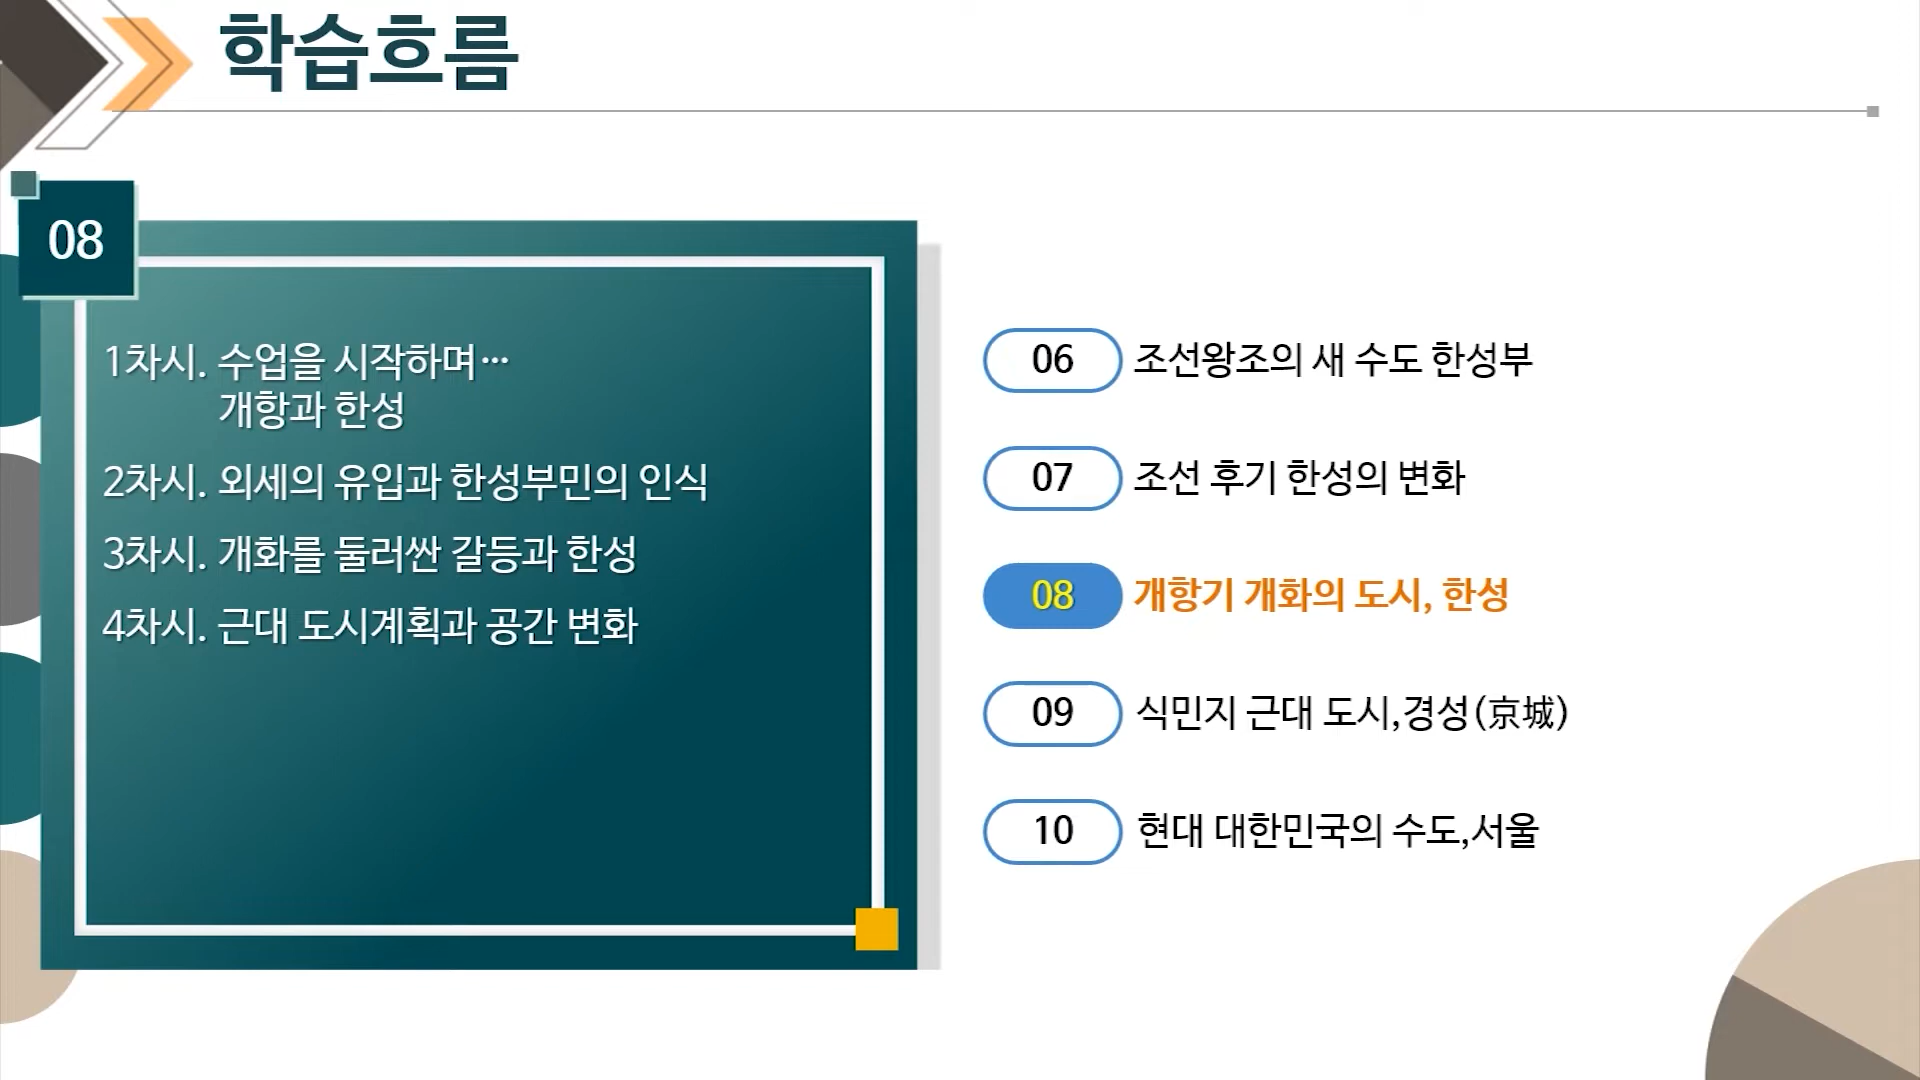 학습흐름
08
1차시. 수업을 시작하며…
개항과 한성
2차시. 외세의 유입과 한성부민의 인식
3차시. 개화를 둘러싼 갈등과 한성
4차시. 근대 도시계획과 공간 변화
06 조선왕조의 새 수도 한성부
07 조선 후기 한성의 변화
08 개항기 개화의 도시, 한성
09 식민지 근대 도시,경성(京城)
10 현대 대한민국의 수도,서울